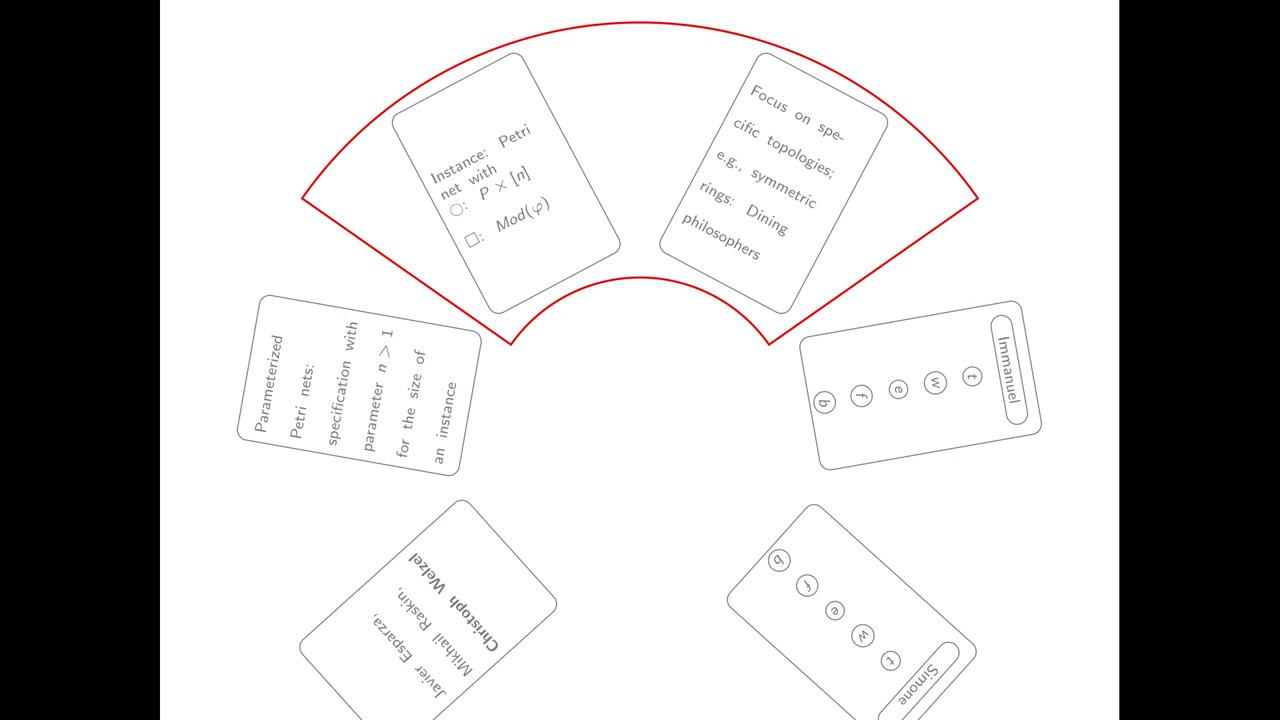 Instance: Petri
net with
○: P × [n]
□: Mod(φ)
Focus on spe-
cific topologies;
e.g., symmetric
rings: Dining
philosophers
Parameterized
Petri nets:
specification with
parameter n > 1
for the size of
an instance
Immanuel
t
w
e
f
b
Christoph Welzel
Mikhail Raskin,
Javier Esparza,
Simone
t
w
e
f
b